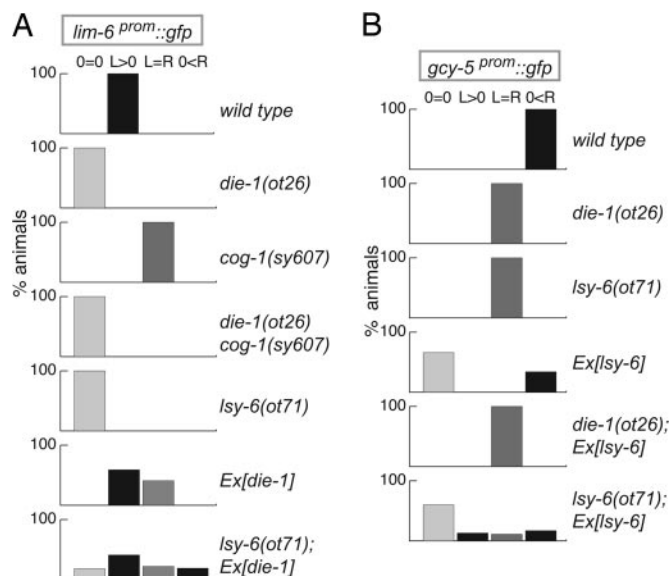 A
lim-6 prom::gfp
0=0 L>0 L=R 0<R
100
wild type
100
die-1(ot26)
100
cog-1(sy607)
% animals
100
die-1(ot26)
cog-1(sy607)
100
lsy-6(ot71)
100
Ex[die-1]
100
lsy-6(ot71);
Ex[die-1]
B
gcy-5 prom::gfp
0=0 L>0 L=R 0<R
100
wild type
100
die-1(ot26)
100
lsy-6(ot71)
% animals
100
Ex[lsy-6]
100
die-1(ot26);
Ex[lsy-6]
100
lsy-6(ot71);
Ex[lsy-6]